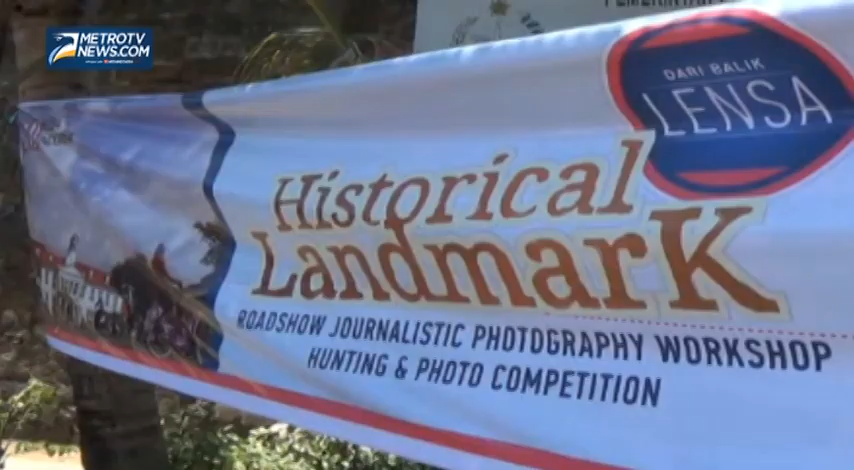 METROTV
NEWS.COM
DARI BALIK
LENSA
Historical
LandmarK
ROADSHOW JOURNALISTIC PHOTOGRAPHY WORKSHOP
HUNTING & PHOTO COMPETITION